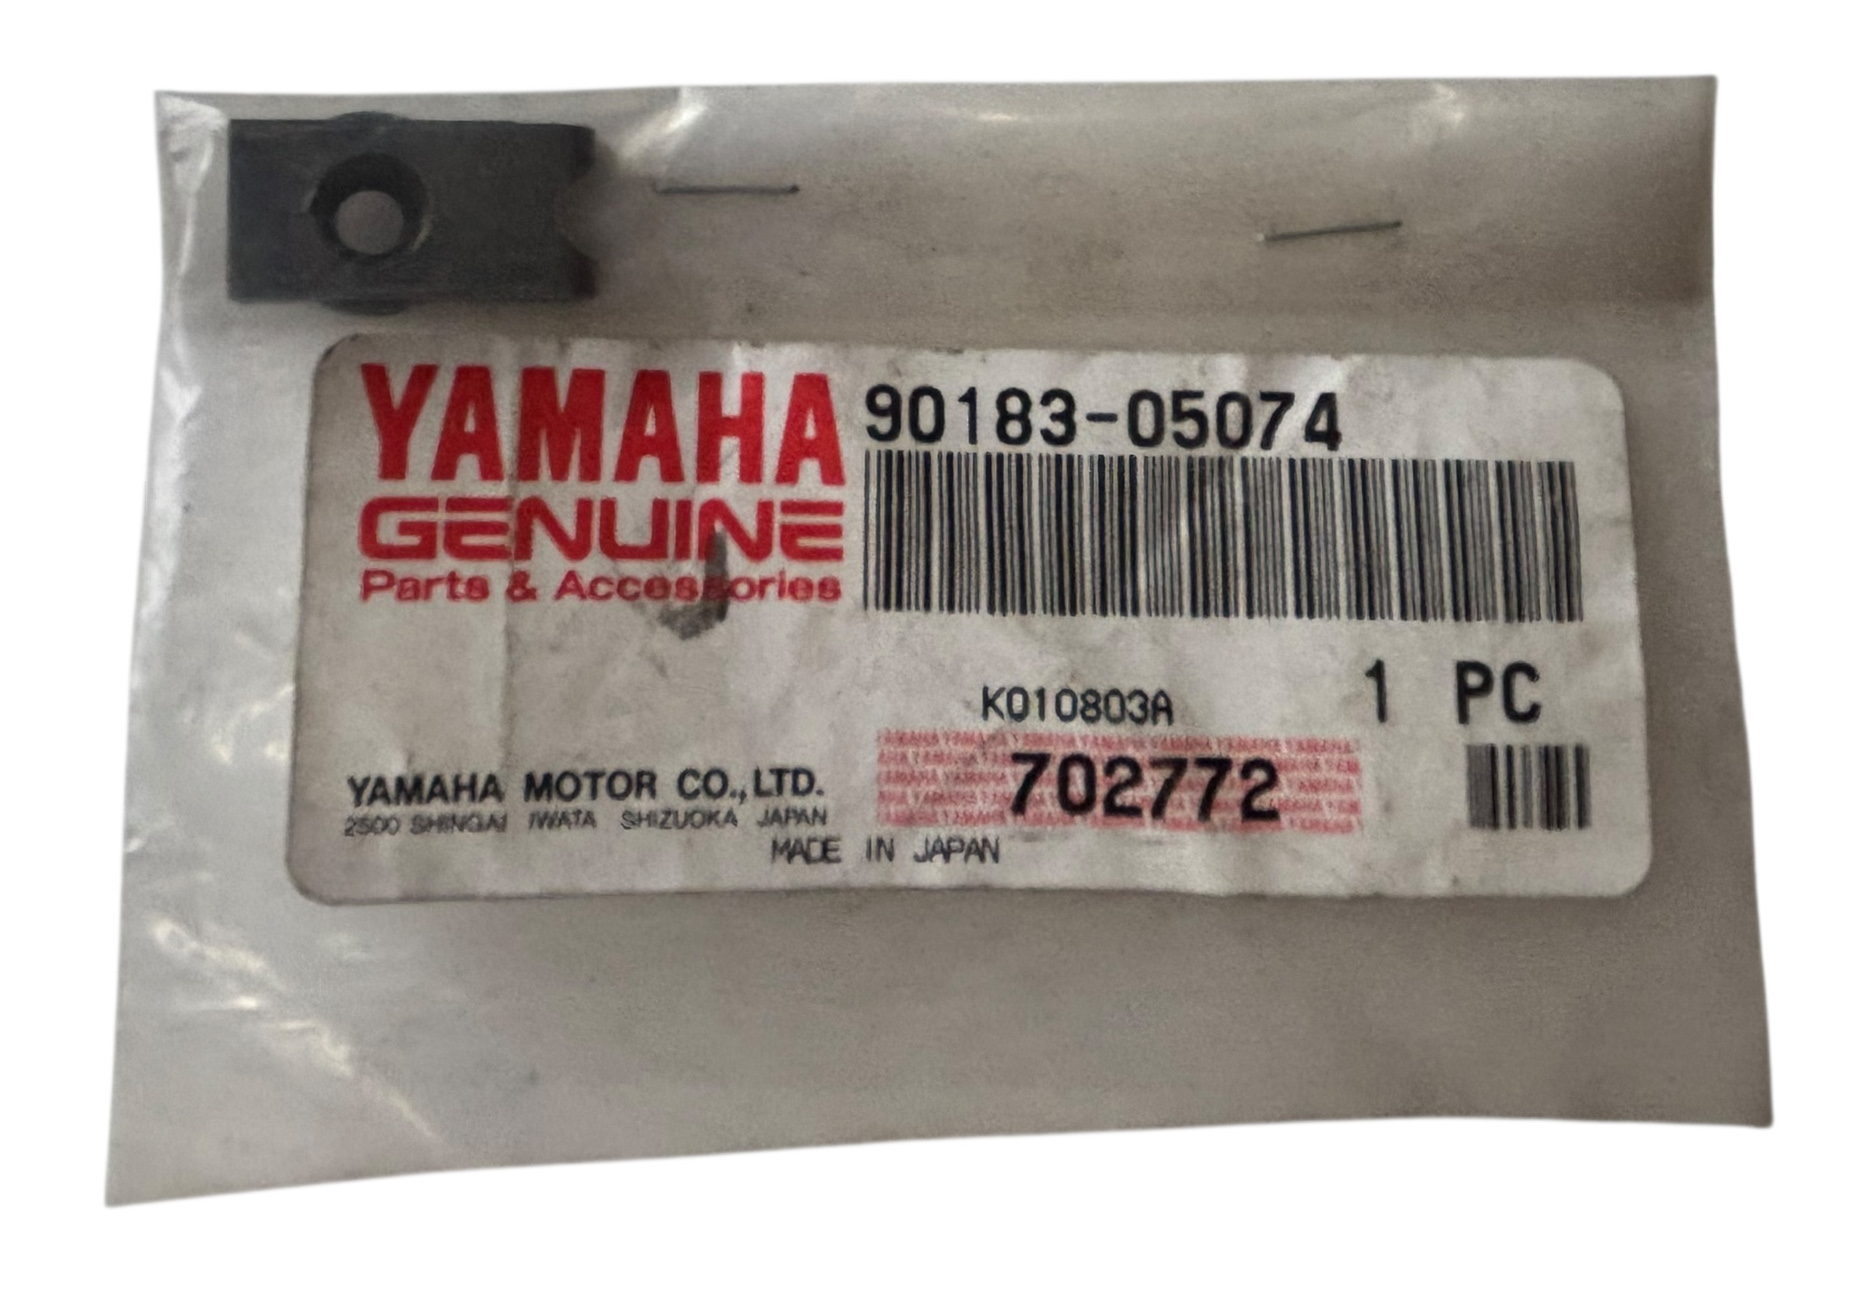 YAMAHA
GENUINE
Parts & Accessories
90183-05074
K010803A
1 PC
702772
YAMAHA MOTOR CO.,LTD.
2500 SHINGAI IWATA SHIZUOKA JAPAN
MADE IN JAPAN